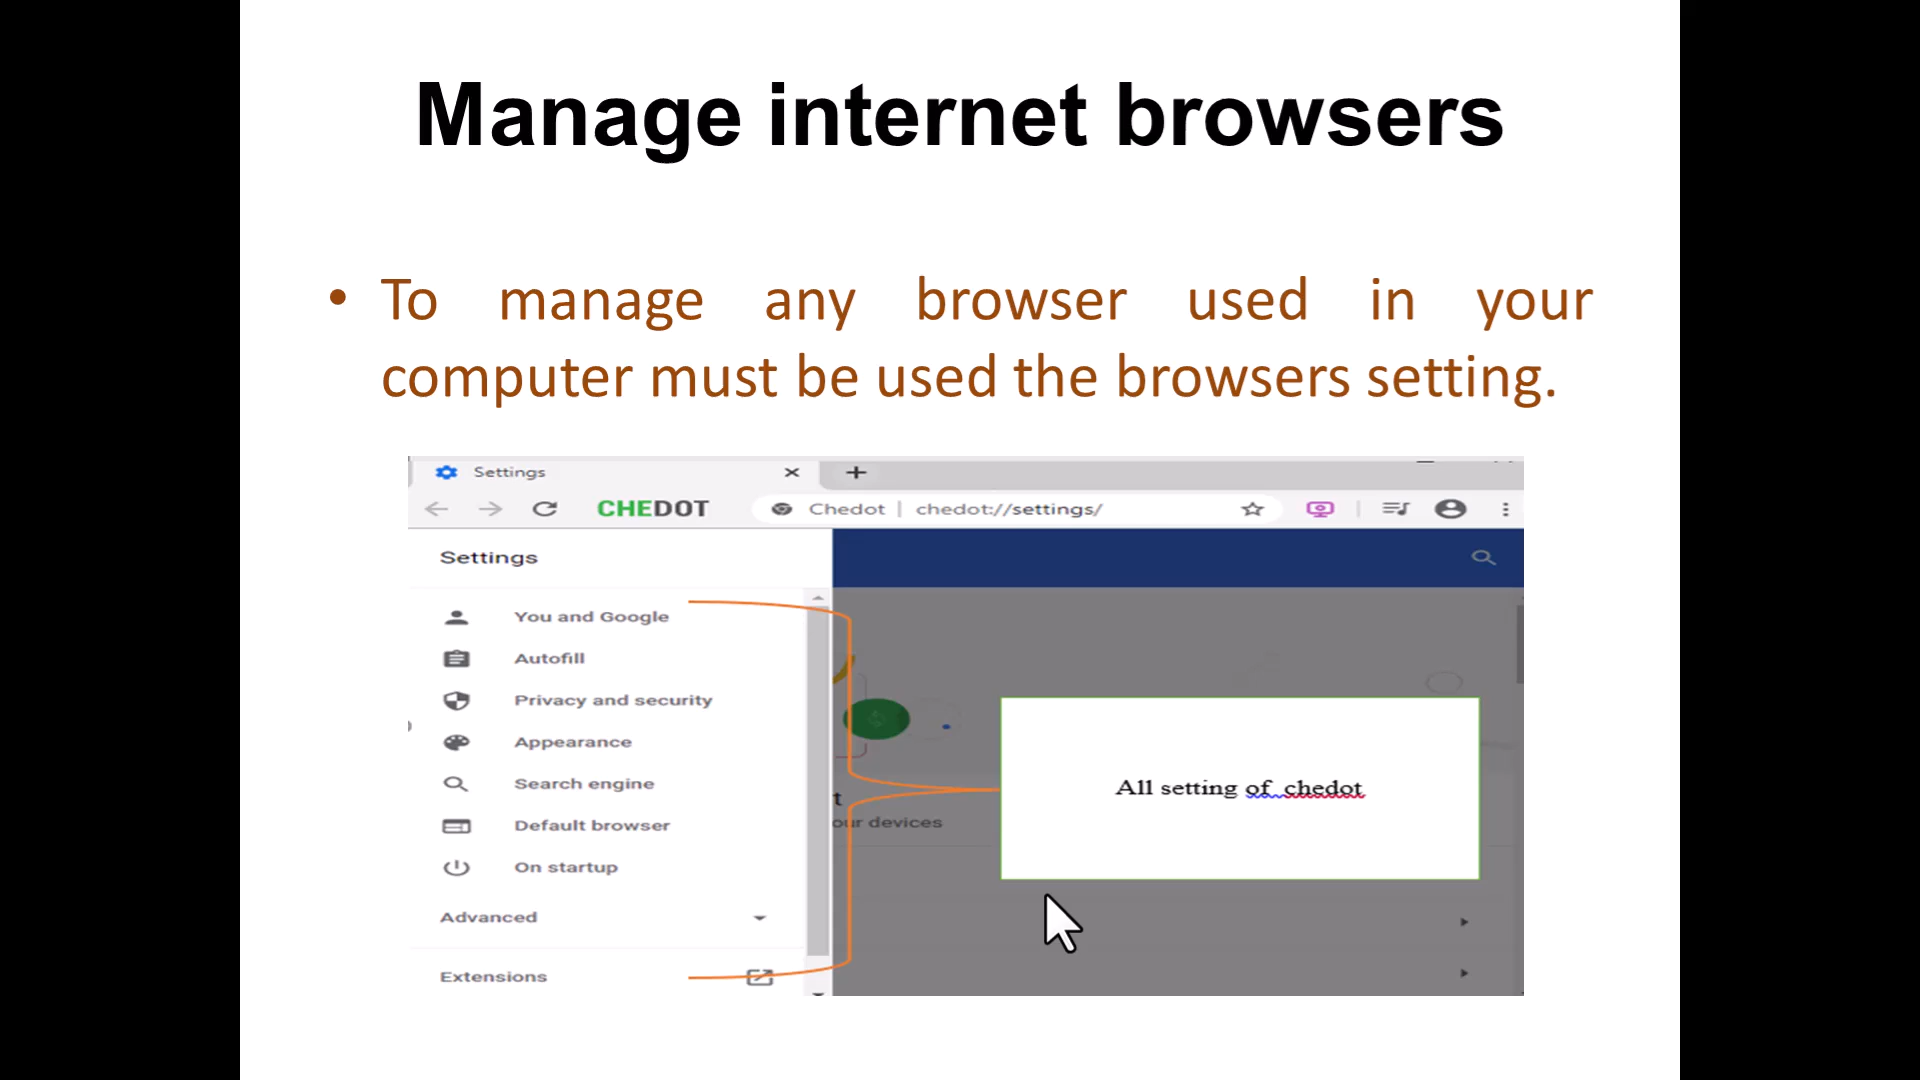 Manage internet browsers
• To manage any browser used in your
computer must be used the browsers setting.
Settings
CHEDOT
Chedot | chedot://settings/
Settings
You and Google
Autofill
Privacy and security
Appearance
Search engine
Default browser
On startup
Advanced
Extensions
t
our devices
All setting of chedot